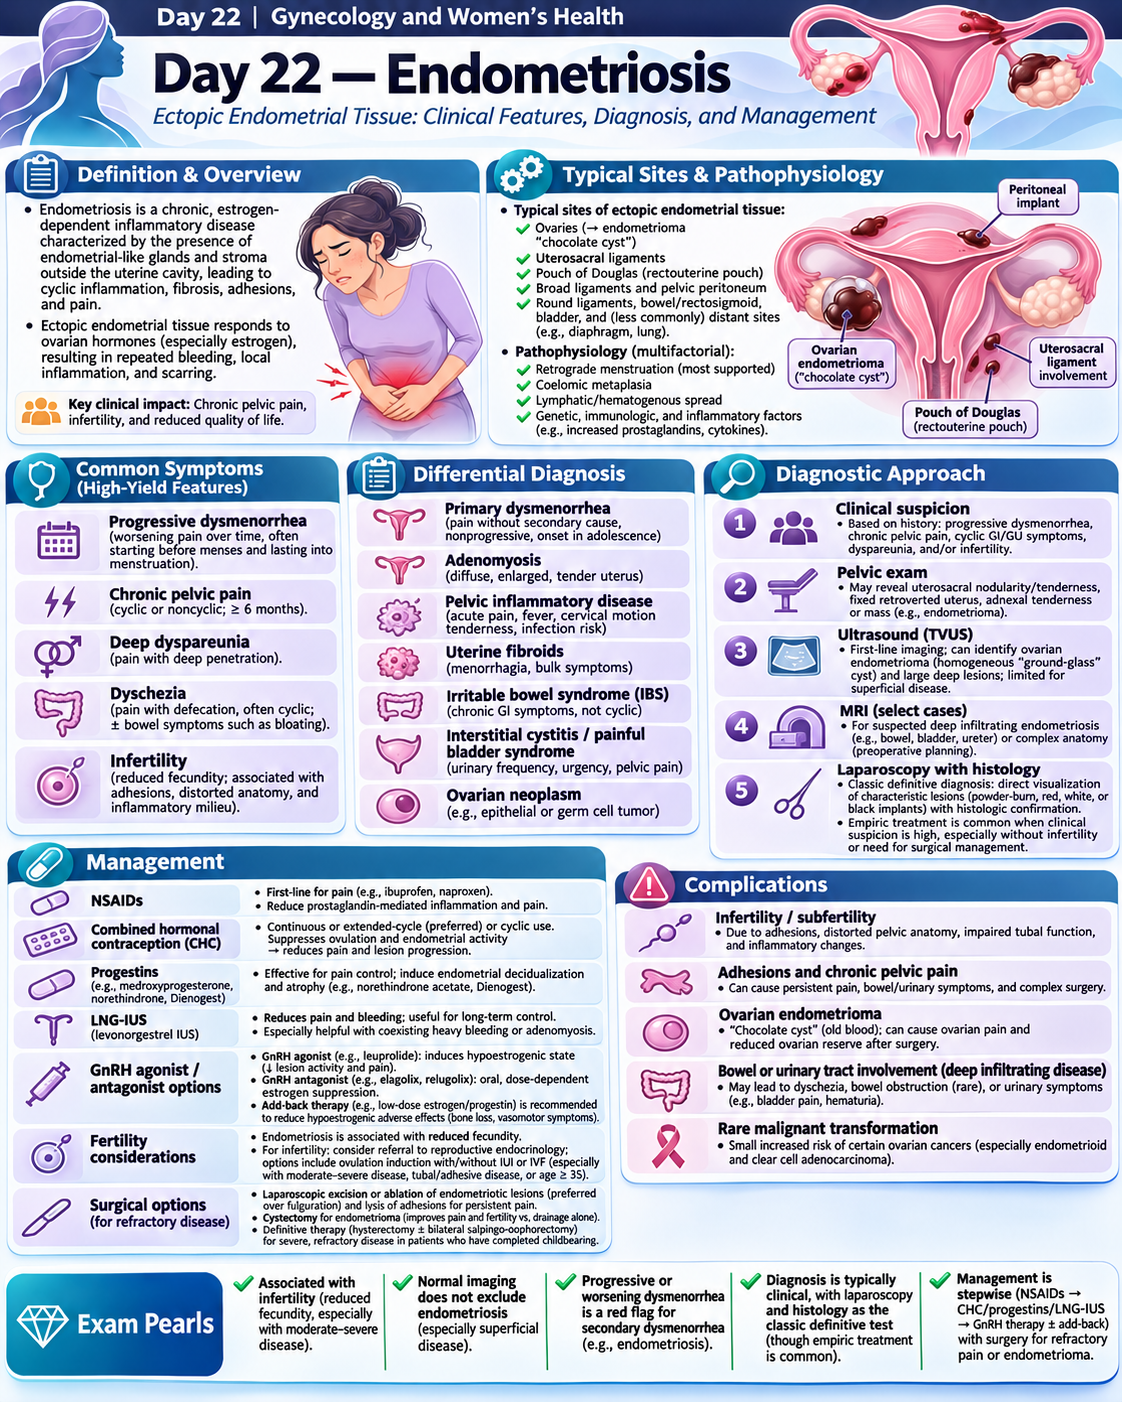 Day 22 | Gynecology and Women's Health
Day 22 — Endometriosis
Ectopic Endometrial Tissue: Clinical Features, Diagnosis, and Management
Definition & Overview
• Endometriosis is a chronic, estrogen-
dependent inflammatory disease
characterized by the presence of
endometrial-like glands and stroma
outside the uterine cavity, leading to
cyclic inflammation, fibrosis, adhesions,
and pain.
• Ectopic endometrial tissue responds to
ovarian hormones (especially estrogen),
resulting in repeated bleeding, local
inflammation, and scarring.
Key clinical impact: Chronic pelvic pain,
infertility, and reduced quality of life.
Typical Sites & Pathophysiology
• Typical sites of ectopic endometrial tissue:
Ovaries (→ endometrioma
"chocolate cyst")
Uterosacral ligaments
Pouch of Douglas (rectouterine pouch)
Broad ligaments and pelvic peritoneum
Round ligaments, bowel/rectosigmoid,
bladder, and (less commonly) distant sites
(e.g., diaphragm, lung).
• Pathophysiology (multifactorial):
Retrograde menstruation (most supported)
Coelomic metaplasia
Lymphatic/hematogenous spread
Genetic, immunologic, and inflammatory factors
(e.g., increased prostaglandins, cytokines).
Peritoneal
implant
Ovarian
endometrioma
("chocolate cyst")
Uterosacral
ligament
involvement
Pouch of Douglas
(rectouterine pouch)
Common Symptoms
(High-Yield Features)
Progressive dysmenorrhea
(worsening pain over time, often
starting before menses and lasting into
menstruation).
Chronic pelvic pain
(cyclic or noncyclic; ≥ 6 months).
Deep dyspareunia
(pain with deep penetration).
Dyschezia
(pain with defecation, often cyclic;
± bowel symptoms such as bloating).
Infertility
(reduced fecundity; associated with
adhesions, distorted anatomy, and
inflammatory milieu).
Differential Diagnosis
Primary dysmenorrhea
(pain without secondary cause,
nonprogressive, onset in adolescence)
Adenomyosis
(diffuse, enlarged, tender uterus)
Pelvic inflammatory disease
(acute pain, fever, cervical motion
tenderness, infection risk)
Uterine fibroids
(menorrhagia, bulk symptoms)
Irritable bowel syndrome (IBS)
(chronic GI symptoms, not cyclic)
Interstitial cystitis / painful
bladder syndrome
(urinary frequency, urgency, pelvic pain)
Ovarian neoplasm
(e.g., epithelial or germ cell tumor)
Diagnostic Approach
1
Clinical suspicion
• Based on history: progressive dysmenorrhea,
chronic pelvic pain, cyclic GI/GU symptoms,
dyspareunia, and/or infertility.
2
Pelvic exam
• May reveal uterosacral nodularity/tenderness,
fixed retroverted uterus, adnexal tenderness
or mass (e.g., endometrioma).
3
Ultrasound (TVUS)
• First-line imaging; can identify ovarian
endometrioma (homogeneous "ground-glass"
cyst) and large deep lesions; limited for
superficial disease.
4
MRI (select cases)
• For suspected deep infiltrating endometriosis
(e.g., bowel, bladder, ureter) or complex anatomy
(preoperative planning).
5
Laparoscopy with histology
• Classic definitive diagnosis: direct visualization
of characteristic lesions (powder-burn, red, white, or
black implants) with histologic confirmation.
• Empiric treatment is common when clinical
suspicion is high, especially without infertility
or need for surgical management.
Management
NSAIDs
• First-line for pain (e.g., ibuprofen, naproxen).
• Reduce prostaglandin-mediated inflammation and pain.
Combined hormonal
contraception (CHC)
• Continuous or extended-cycle (preferred) or cyclic use.
Suppresses ovulation and endometrial activity
→ reduces pain and lesion progression.
Progestins
(e.g., medroxyprogesterone,
norethindrone, Dienogest)
• Effective for pain control; induce endometrial decidualization
and atrophy (e.g., norethindrone acetate, Dienogest).
LNG-IUS
(levonorgestrel IUS)
• Reduces pain and bleeding; useful for long-term control.
• Especially helpful with coexisting heavy bleeding or adenomyosis.
GnRH agonist /
antagonist options
• GnRH agonist (e.g., leuprolide): induces hypoestrogenic state
(↓ lesion activity and pain).
• GnRH antagonist (e.g., elagolix, relugolix): oral, dose-dependent
estrogen suppression.
• Add-back therapy (e.g., low-dose estrogen/progestin) is recommended
to reduce hypoestrogenic adverse effects (bone loss, vasomotor symptoms).
Fertility
considerations
• Endometriosis is associated with reduced fecundity.
• For infertility: consider referral to reproductive endocrinology;
options include ovulation induction with/without IUI or IVF (especially
with moderate–severe disease, tubal/adhesive disease, or age ≥ 35).
Surgical options
(for refractory disease)
• Laparoscopic excision or ablation of endometriotic lesions (preferred
over fulguration) and lysis of adhesions for persistent pain.
• Cystectomy for endometrioma (improves pain and fertility vs, drainage alone).
• Definitive therapy (hysterectomy ± bilateral salpingo-oophorectomy)
for severe, refractory disease in patients who have completed childbearing.
Complications
Infertility / subfertility
• Due to adhesions, distorted pelvic anatomy, impaired tubal function,
and inflammatory changes.
Adhesions and chronic pelvic pain
• Can cause persistent pain, bowel/urinary symptoms, and complex surgery.
Ovarian endometrioma
• "Chocolate cyst" (old blood); can cause ovarian pain and
reduced ovarian reserve after surgery.
Bowel or urinary tract involvement (deep infiltrating disease)
• May lead to dyschezia, bowel obstruction (rare), or urinary symptoms
(e.g., bladder pain, hematuria).
Rare malignant transformation
• Small increased risk of certain ovarian cancers (especially endometrioid
and clear cell adenocarcinoma).
Exam Pearls
Associated with
infertility (reduced
fecundity, especially
with moderate–severe
disease).
Normal imaging
does not exclude
endometriosis
(especially superficial
disease).
Progressive or
worsening dysmenorrhea
is a red flag for
secondary dysmenorrhea
(e.g., endometriosis).
Diagnosis is typically
clinical, with laparoscopy
and histology as the
classic definitive test
(though empiric treatment
is common).
Management is
stepwise (NSAIDs →
CHC/progestins/LNG-IUS
→ GnRH therapy ± add-back)
with surgery for refractory
pain or endometrioma.